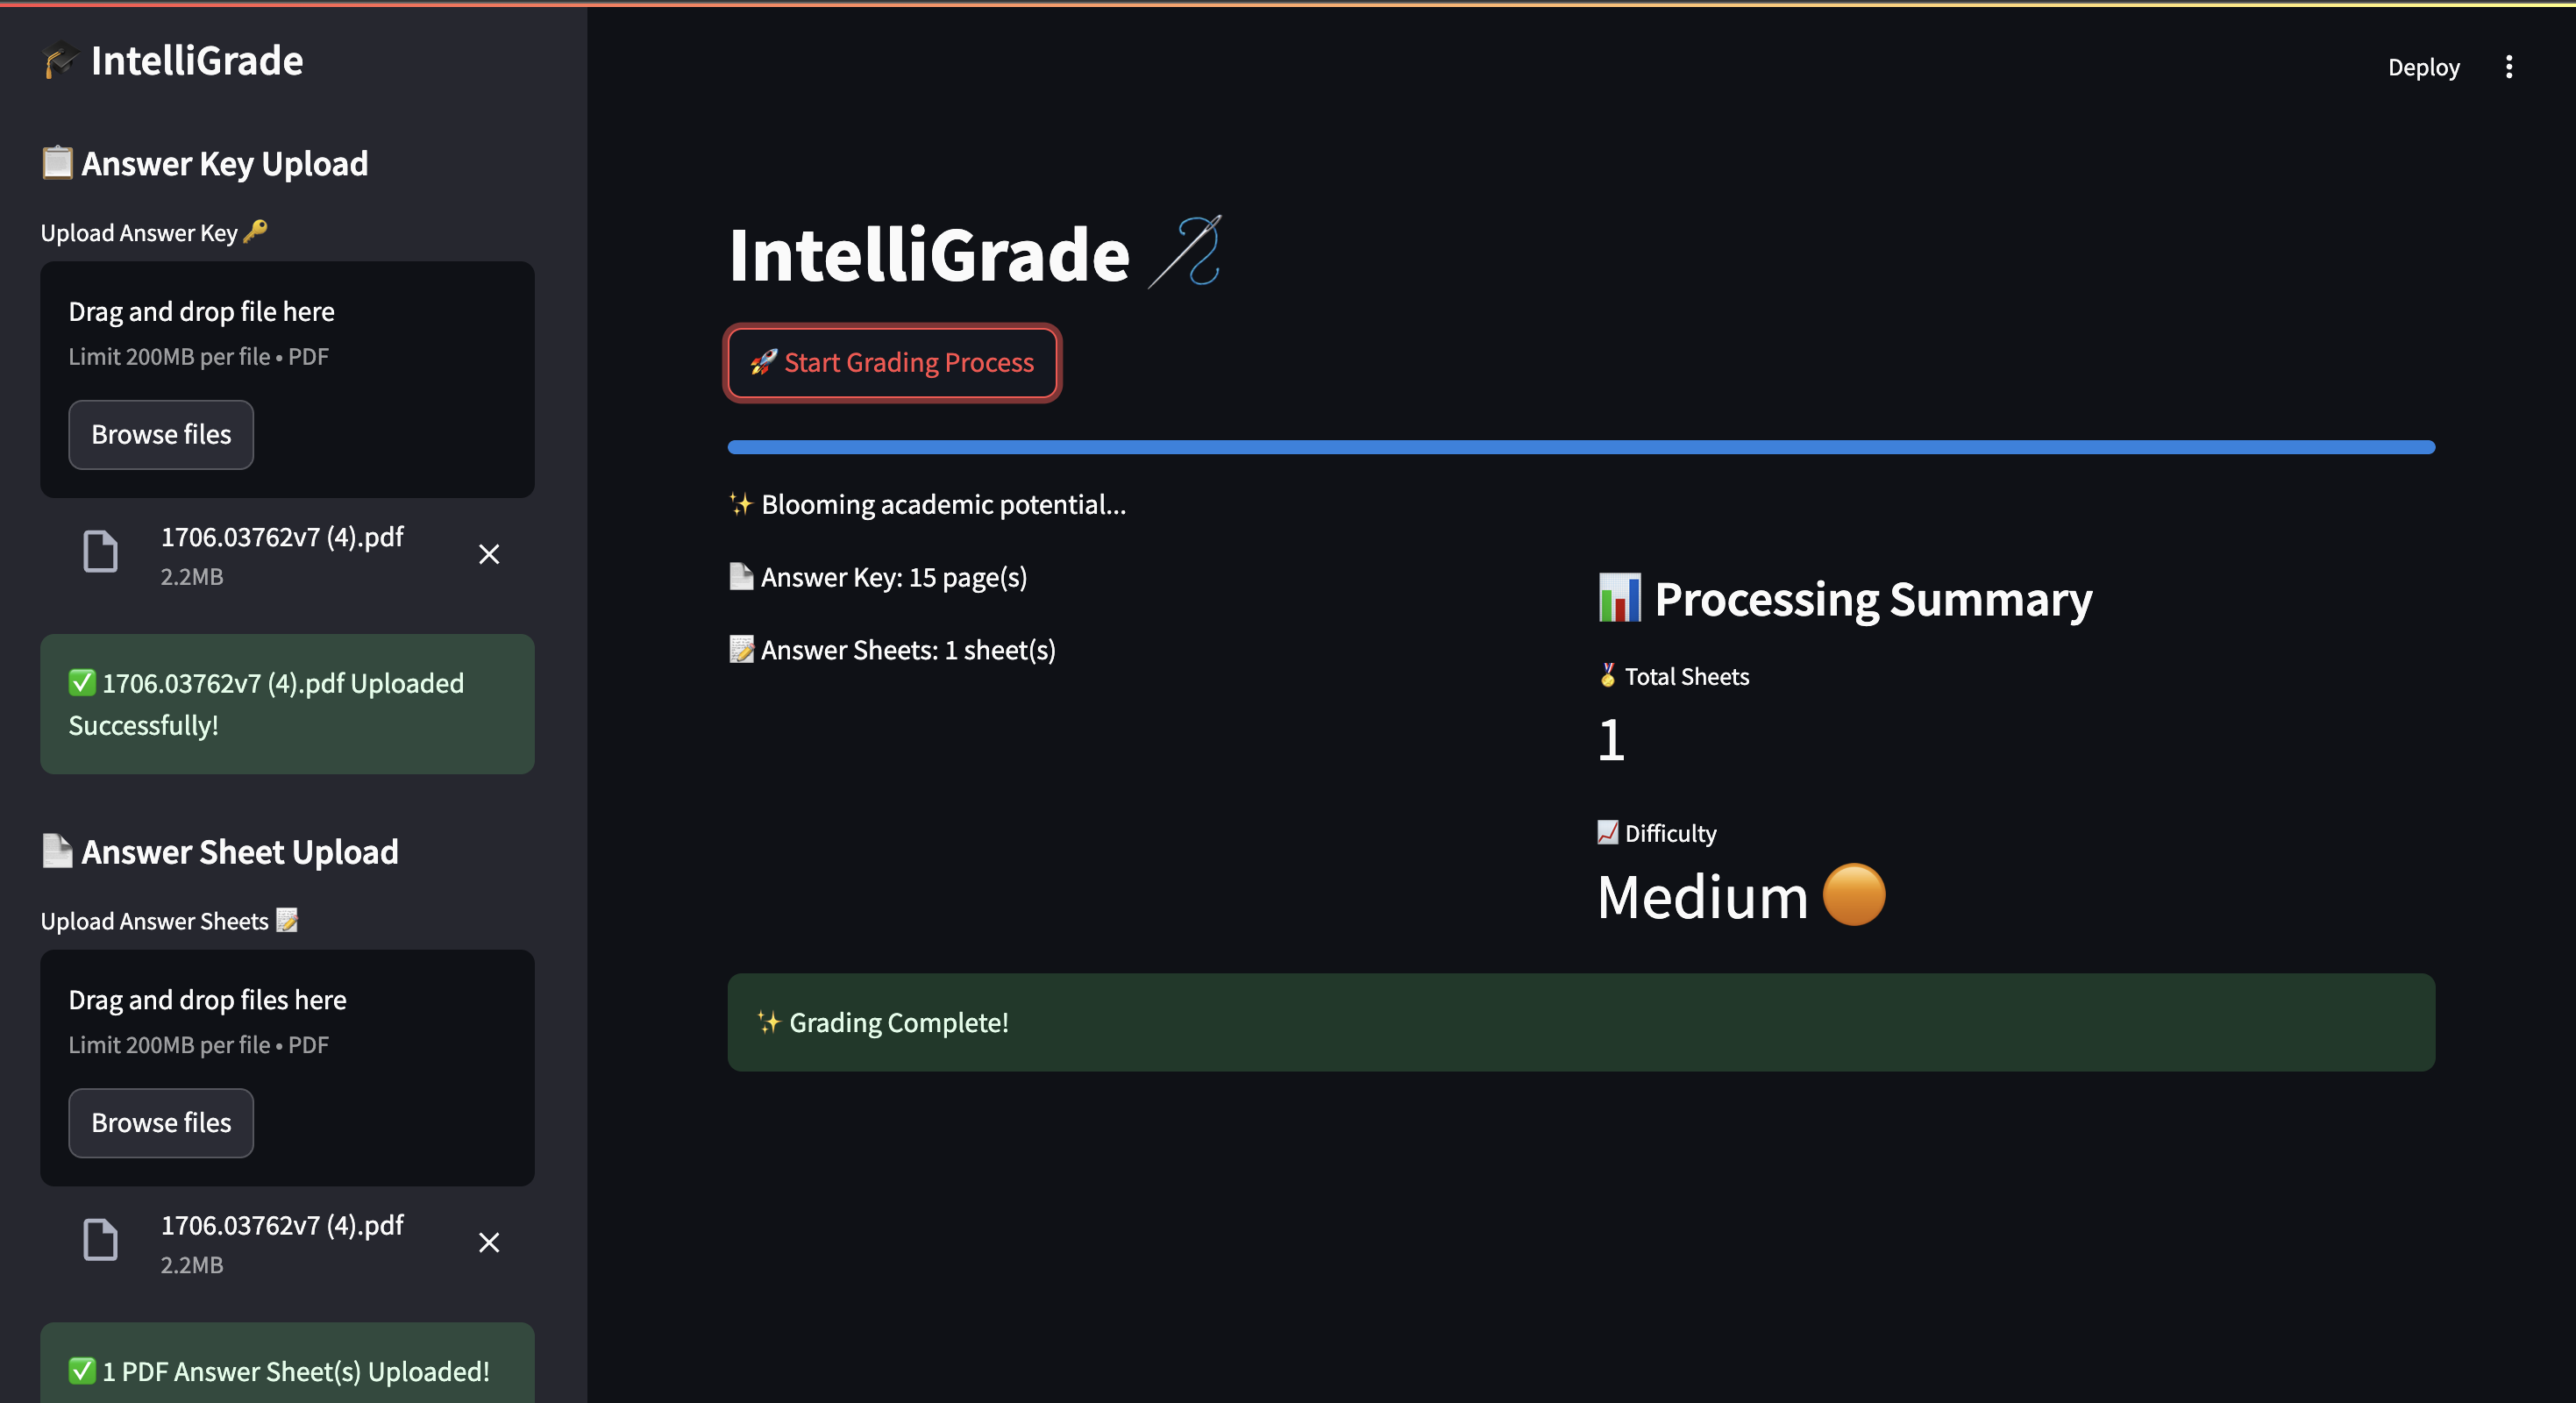 IntelliGrade
Answer Key Upload
Upload Answer Key
Drag and drop file here
Limit 200MB per file • PDF
Browse files
1706.03762v7 (4).pdf
2.2MB
1706.03762v7 (4).pdf Uploaded
Successfully!
Answer Sheet Upload
Upload Answer Sheets
Drag and drop files here
Limit 200MB per file • PDF
Browse files
1706.03762v7 (4).pdf
2.2MB
1 PDF Answer Sheet(s) Uploaded!
Deploy
IntelliGrade
Start Grading Process
Blooming academic potential...
Answer Key: 15 page(s)
Answer Sheets: 1 sheet(s)
Processing Summary
Total Sheets
1
Difficulty
Medium
Grading Complete!